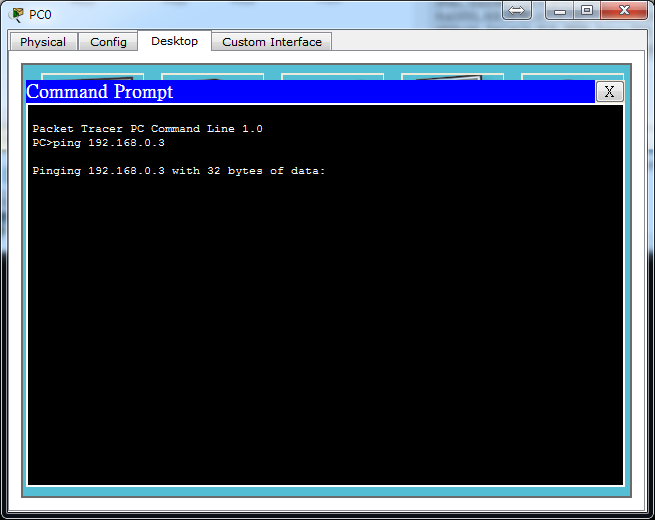 PC0
Physical Config Desktop Custom Interface
Command Prompt X
Packet Tracer PC Command Line 1.0
PC>ping 192.168.0.3
Pinging 192.168.0.3 with 32 bytes of data: